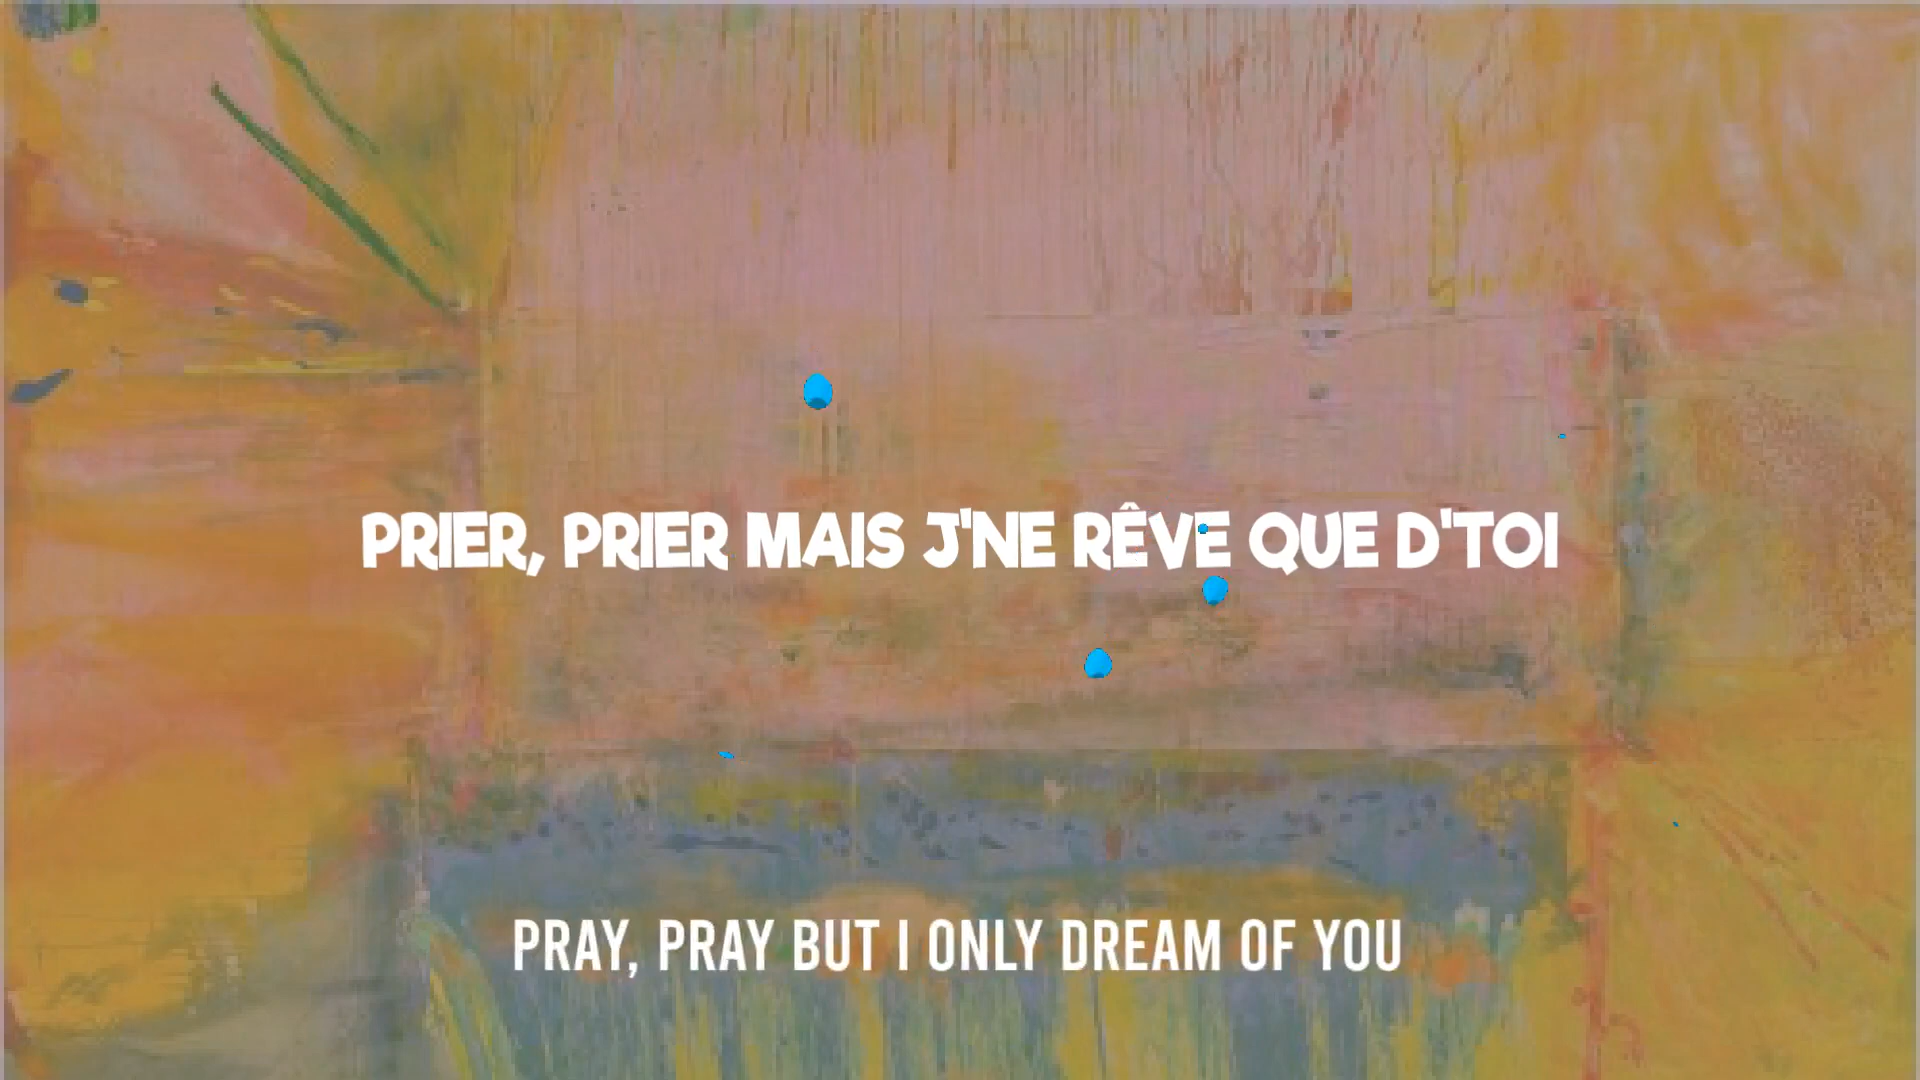 PRIER, PRIER MAIS J'NE RÊVE QUE D'TOI
PRAY, PRAY BUT I ONLY DREAM OF YOU